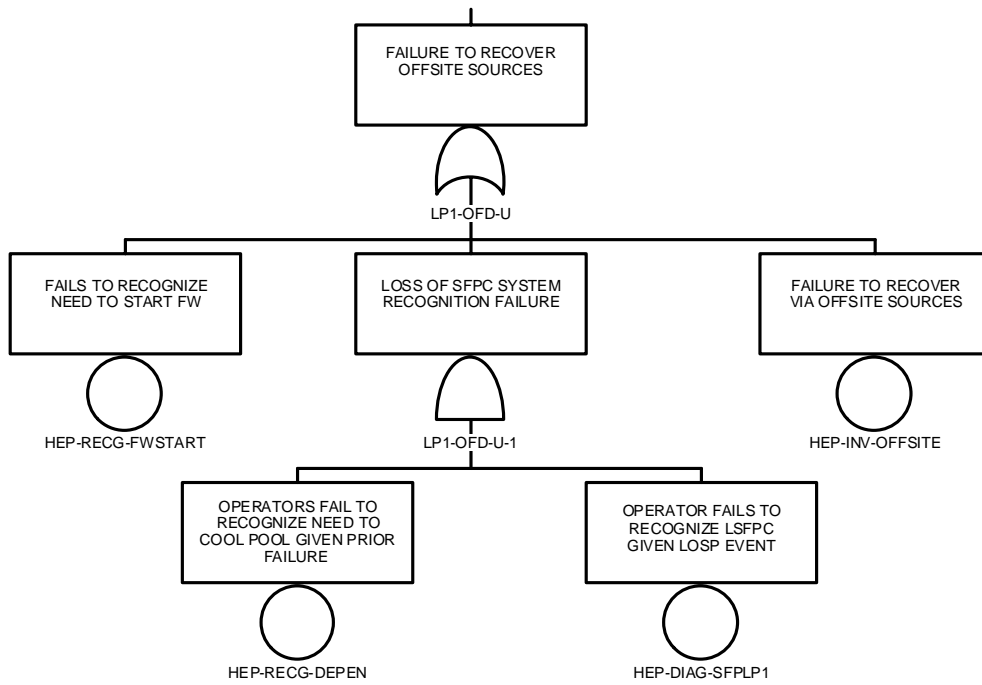 FAILURE TO RECOVER
OFFSITE SOURCES
LP1-OFD-U
FAILS TO RECOGNIZE
NEED TO START FW
HEP-RECG-FWSTART
LOSS OF SFPC SYSTEM
RECOGNITION FAILURE
LP1-OFD-U-1
FAILURE TO RECOVER
VIA OFFSITE SOURCES
HEP-INV-OFFSITE
OPERATORS FAIL TO
RECOGNIZE NEED TO
COOL POOL GIVEN PRIOR
FAILURE
HEP-RECG-DEPEN
OPERATOR FAILS TO
RECOGNIZE LSFPC
GIVEN LOSP EVENT
HEP-DIAG-SFPLP1